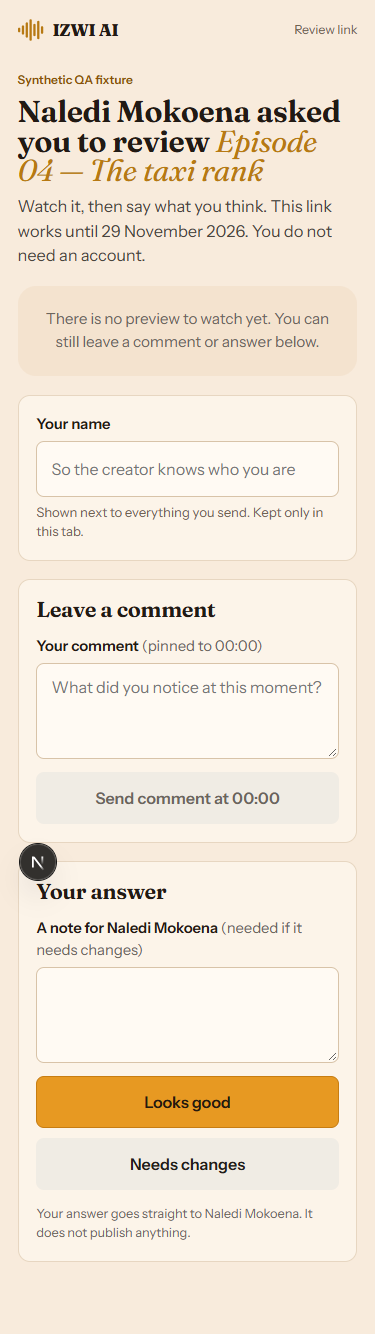 IZWI AI
Review link
Synthetic QA fixture
Naledi Mokoena asked
you to review Episode
04 — The taxi rank
Watch it, then say what you think. This link
works until 29 November 2026. You do not
need an account.
There is no preview to watch yet. You can
still leave a comment or answer below.
Your name
So the creator knows who you are
Shown next to everything you send. Kept only in
this tab.
Leave a comment
Your comment (pinned to 00:00)
What did you notice at this moment?
Send comment at 00:00
N
Your answer
A note for Naledi Mokoena (needed if it
needs changes)
Looks good
Needs changes
Your answer goes straight to Naledi Mokoena. It
does not publish anything.